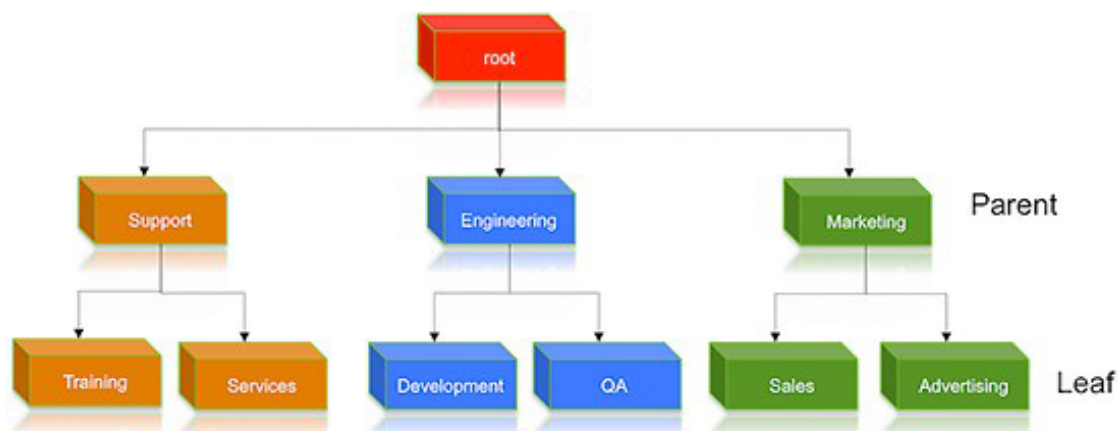 root
Support
Engineering
Marketing
Parent
Training
Services
Development
QA
Sales
Advertising
Leaf